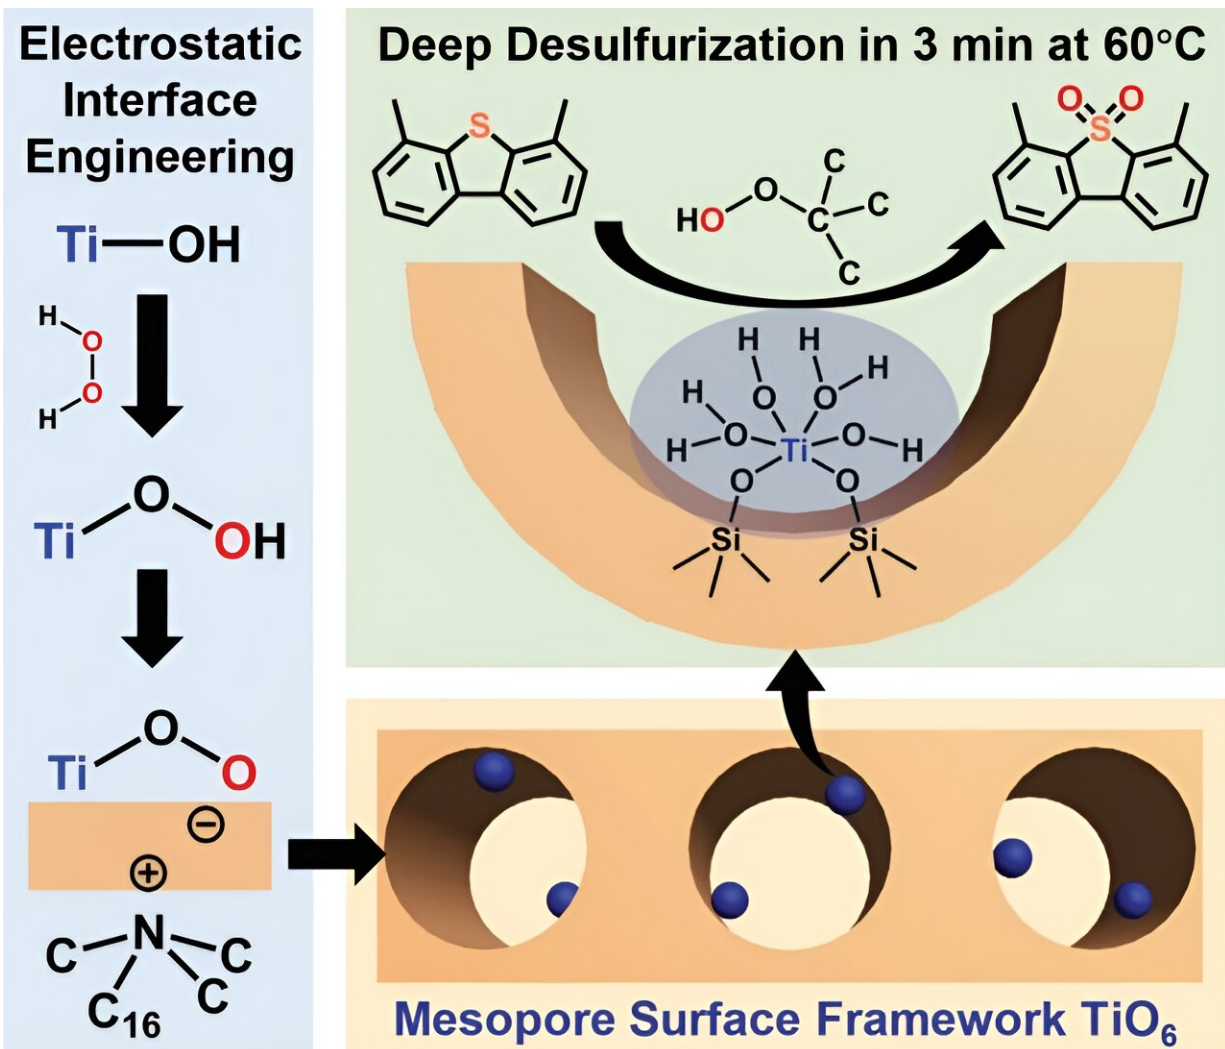 Electrostatic
Interface
Engineering
Ti—OH
H
O
O
H
O
Ti
OH
O
Ti
O
−
+
N
C
C
C
C₁₆
Deep Desulfurization in 3 min at 60°C
S
O O
S
C
O
C
HO
C
C
H H
H
H O O
H O Ti O H
O O
Si Si
Mesopore Surface Framework TiO₆